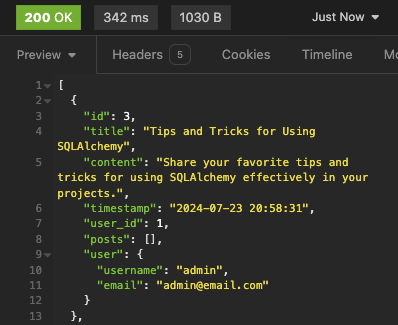 200 OK 342 ms 1030 B Just Now
Preview Headers 5 Cookies Timeline Mo
1 [
2 {
3 "id": 3,
4 "title": "Tips and Tricks for Using
SQLAlchemy",
5 "content": "Share your favorite tips and
tricks for using SQLAlchemy effectively in your
projects.",
6 "timestamp": "2024-07-23 20:58:31",
7 "user_id": 1,
8 "posts": [],
9 "user": {
10 "username": "admin",
11 "email": "admin@email.com"
12 }
13 },